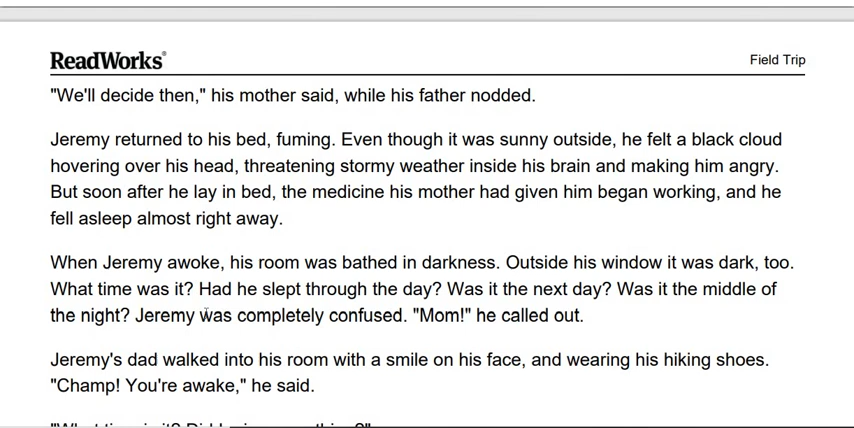 ReadWorks®
Field Trip
"We'll decide then," his mother said, while his father nodded.
Jeremy returned to his bed, fuming. Even though it was sunny outside, he felt a black cloud
hovering over his head, threatening stormy weather inside his brain and making him angry.
But soon after he lay in bed, the medicine his mother had given him began working, and he
fell asleep almost right away.
When Jeremy awoke, his room was bathed in darkness. Outside his window it was dark, too.
What time was it? Had he slept through the day? Was it the next day? Was it the middle of
the night? Jeremy was completely confused. "Mom!" he called out.
Jeremy's dad walked into his room with a smile on his face, and wearing his hiking shoes.
"Champ! You're awake," he said.